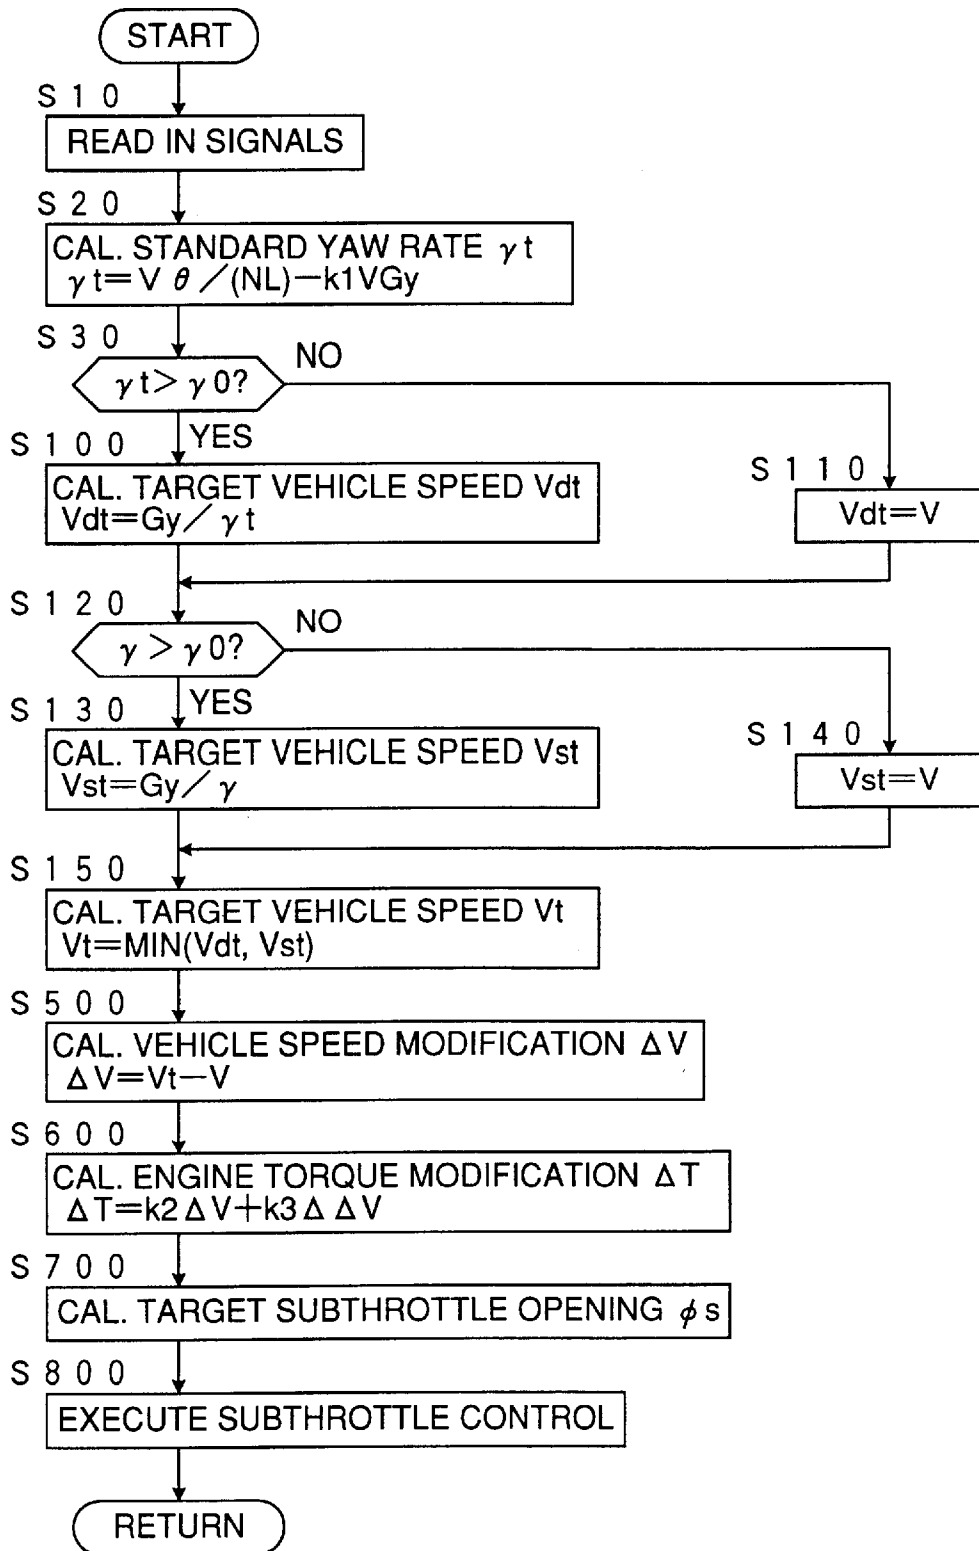 START
S10
READ IN SIGNALS
S20
CAL. STANDARD YAW RATE γt
γt=Vθ/(NL)−k1VGy
S30
γt>γ0?
NO
YES
S100
CAL. TARGET VEHICLE SPEED Vdt
Vdt=Gy/γt
S110
Vdt=V
S120
γ>γ0?
NO
YES
S130
CAL. TARGET VEHICLE SPEED Vst
Vst=Gy/γ
S140
Vst=V
S150
CAL. TARGET VEHICLE SPEED Vt
Vt=MIN(Vdt, Vst)
S500
CAL. VEHICLE SPEED MODIFICATION ΔV
ΔV=Vt−V
S600
CAL. ENGINE TORQUE MODIFICATION ΔT
ΔT=k2ΔV+k3ΔΔV
S700
CAL. TARGET SUBTHROTTLE OPENING φs
S800
EXECUTE SUBTHROTTLE CONTROL
RETURN